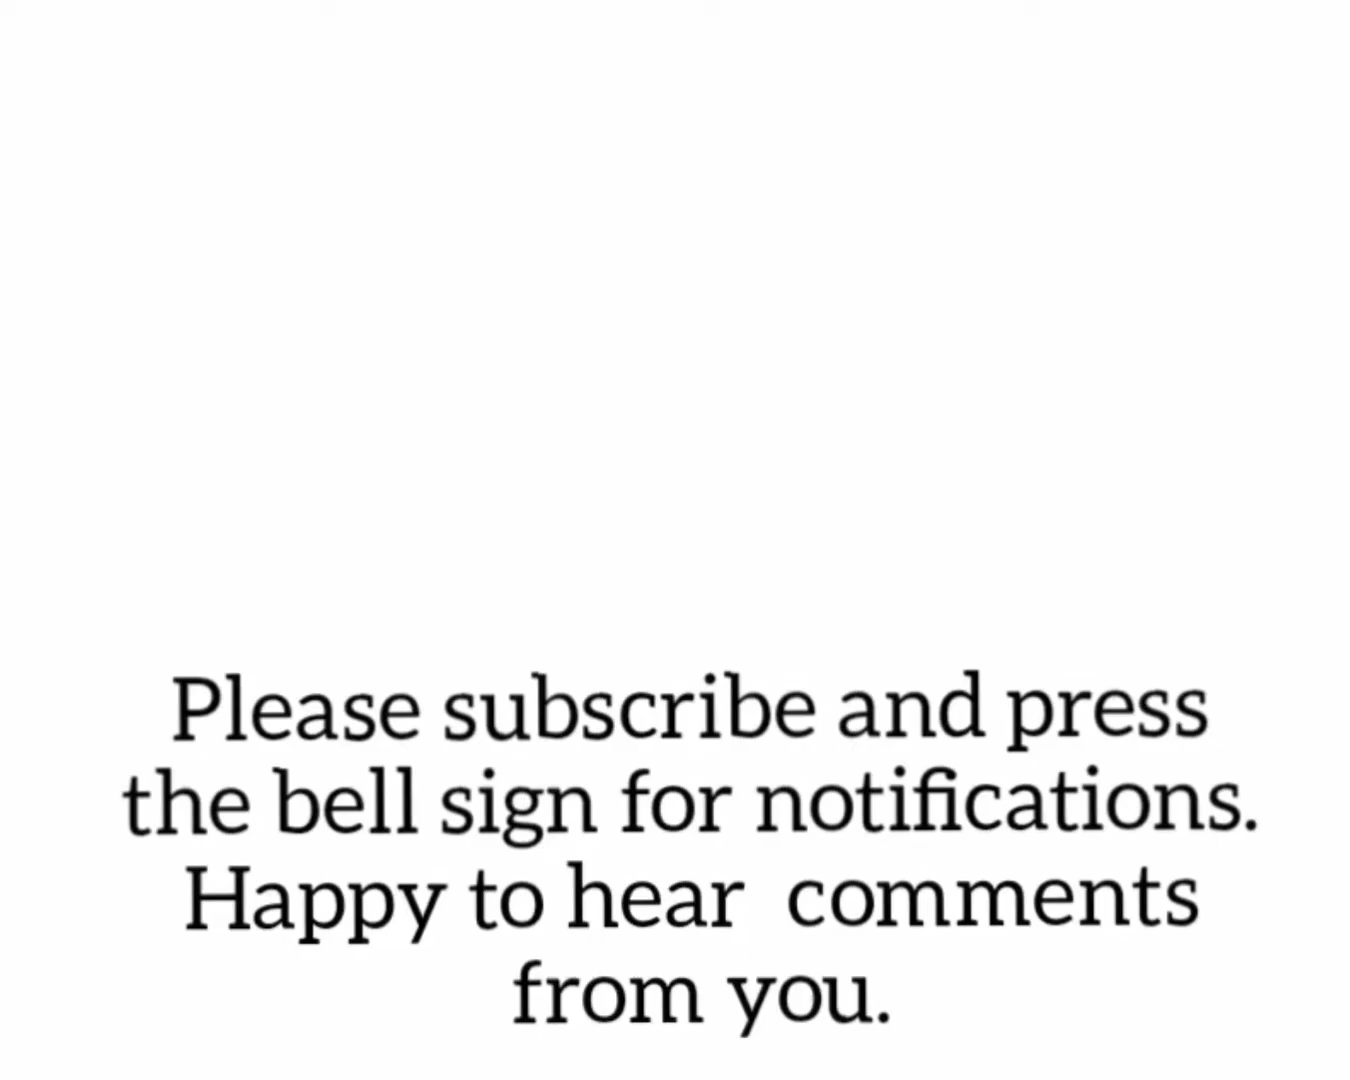 Please subscribe and press
the bell sign for notifications.
Happy to hear  comments
from you.